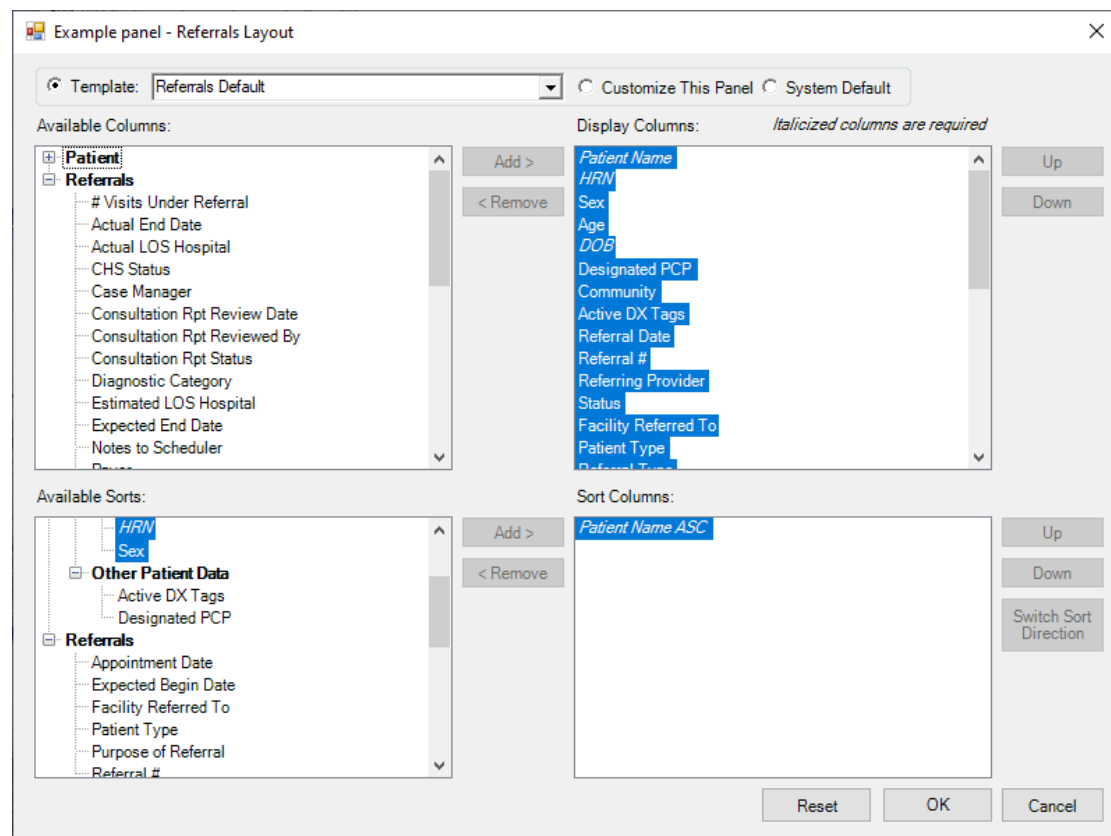 Example panel - Referrals Layout
Template: Referrals Default Customize This Panel System Default
Available Columns:
Patient
Referrals
# Visits Under Referral
Actual End Date
Actual LOS Hospital
CHS Status
Case Manager
Consultation Rpt Review Date
Consultation Rpt Reviewed By
Consultation Rpt Status
Diagnostic Category
Estimated LOS Hospital
Expected End Date
Notes to Scheduler
Add >
< Remove
Display Columns: Italicized columns are required
Patient Name
HRN
Sex
Age
DOB
Designated PCP
Community
Active DX Tags
Referral Date
Referral #
Referring Provider
Status
Facility Referred To
Patient Type
Referral Type
Up
Down
Available Sorts:
HRN
Sex
Other Patient Data
Active DX Tags
Designated PCP
Referrals
Appointment Date
Expected Begin Date
Facility Referred To
Patient Type
Purpose of Referral
Referral #
Add >
< Remove
Sort Columns:
Patient Name ASC
Up
Down
Switch Sort
Direction
Reset OK Cancel